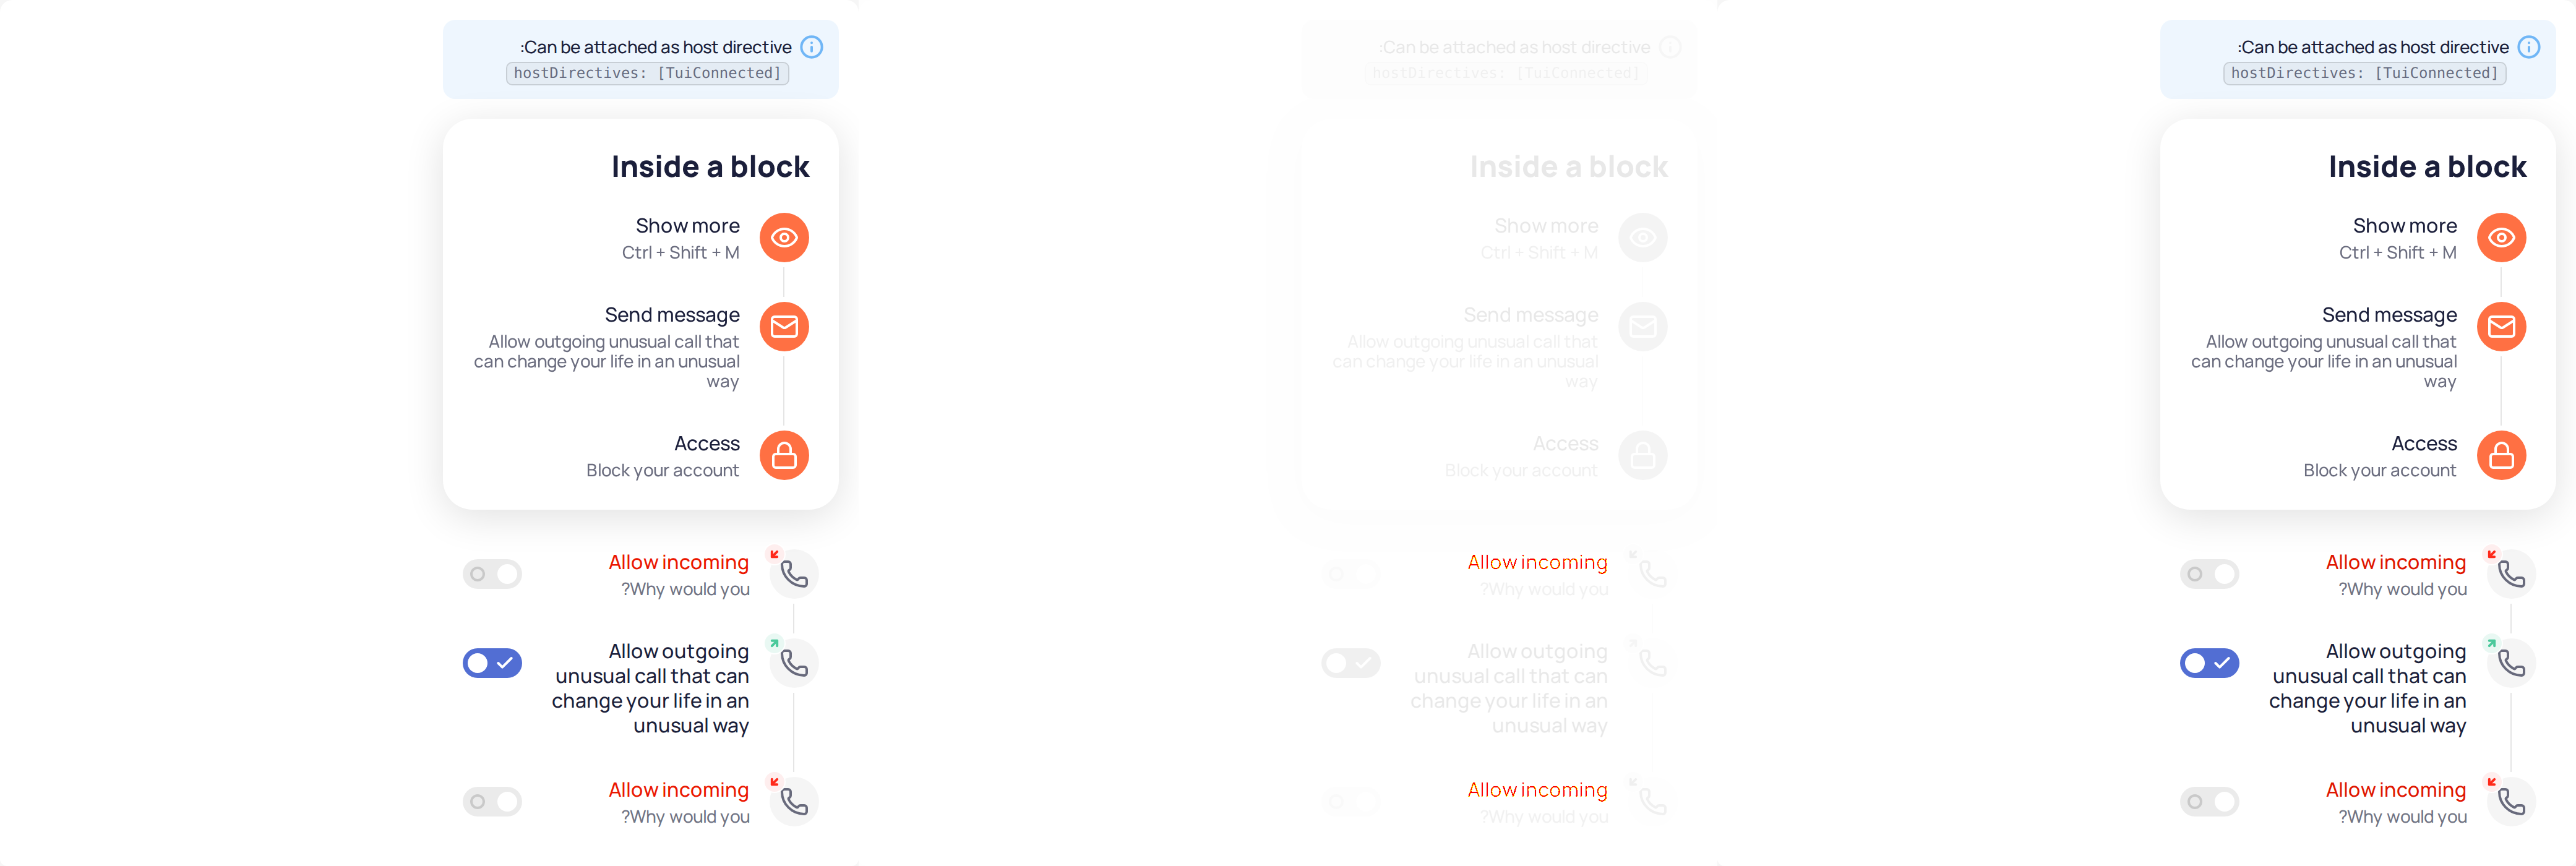 :Can be attached as host directive
hostDirectives: [TuiConnected]
Inside a block
Show more
Ctrl + Shift + M
Send message
Allow outgoing unusual call that
can change your life in an unusual
way
Access
Block your account
Allow incoming
?Why would you
Allow outgoing
unusual call that can
change your life in an
unusual way
Allow incoming
?Why would you
:Can be attached as host directive
hostDirectives: [TuiConnected]
Inside a block
Show more
Ctrl + Shift + M
Send message
Allow outgoing unusual call that
can change your life in an unusual
way
Access
Block your account
Allow incoming
?Why would you
Allow outgoing
unusual call that can
change your life in an
unusual way
Allow incoming
?Why would you
:Can be attached as host directive
hostDirectives: [TuiConnected]
Inside a block
Show more
Ctrl + Shift + M
Send message
Allow outgoing unusual call that
can change your life in an unusual
way
Access
Block your account
Allow incoming
?Why would you
Allow outgoing
unusual call that can
change your life in an
unusual way
Allow incoming
?Why would you